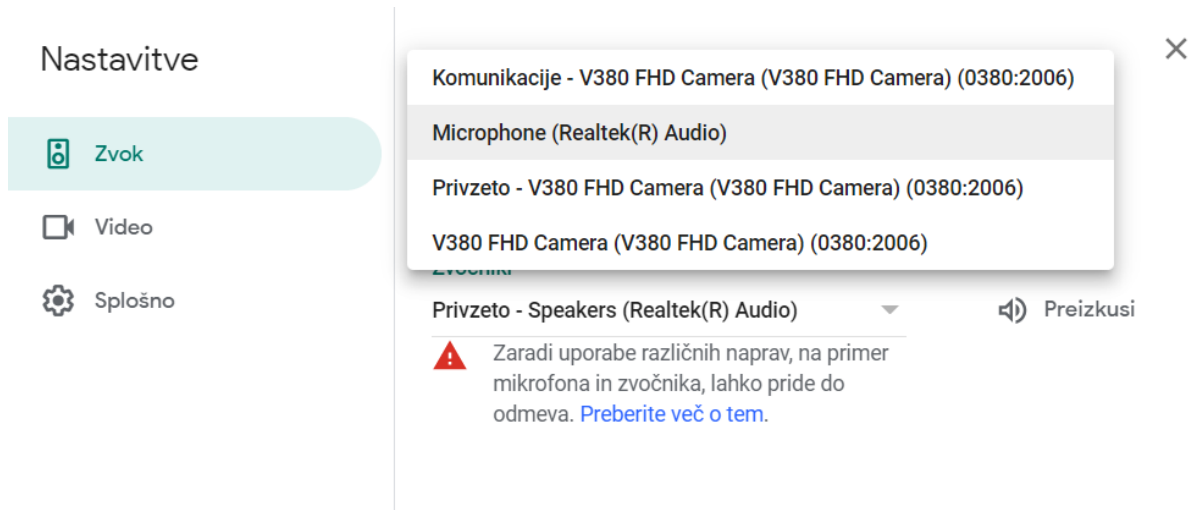 Nastavitve
Zvok
Video
Splošno
Komunikacije - V380 FHD Camera (V380 FHD Camera) (0380:2006)
Microphone (Realtek(R) Audio)
Privzeto - V380 FHD Camera (V380 FHD Camera) (0380:2006)
V380 FHD Camera (V380 FHD Camera) (0380:2006)
Zvočniki
Privzeto - Speakers (Realtek(R) Audio)
Preizkusi
Zaradi uporabe različnih naprav, na primer
mikrofona in zvočnika, lahko pride do
odmeva. Preberite več o tem.